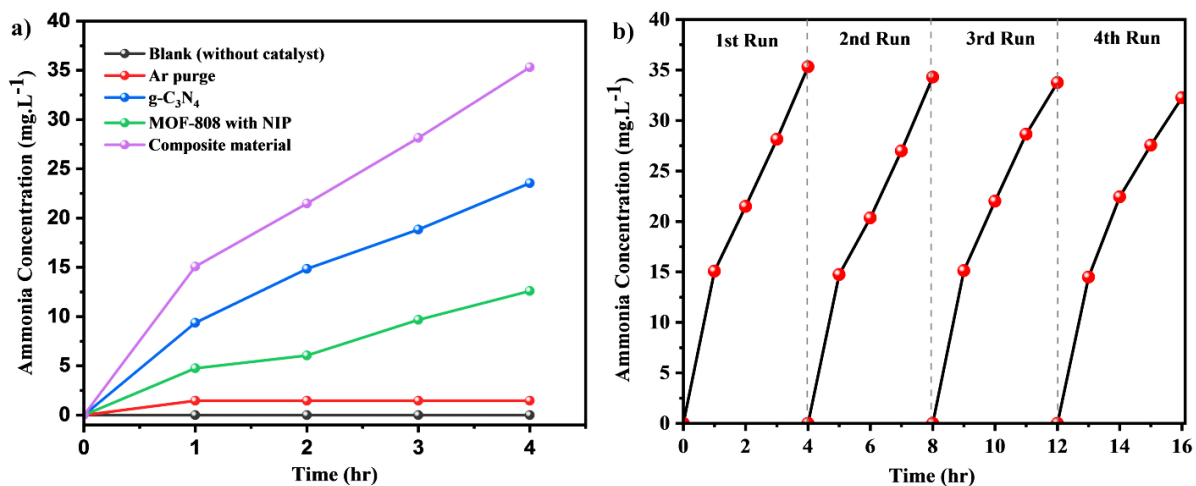 a)
Ammonia Concentration (mg.L⁻¹)
40
35
30
25
20
15
10
5
0
Blank (without catalyst)
Ar purge
g-C₃N₄
MOF-808 with NIP
Composite material
0 1 2 3 4
Time (hr)
b)
Ammonia Concentration (mg.L⁻¹)
40
35
30
25
20
15
10
5
0
1st Run 2nd Run 3rd Run 4th Run
0 2 4 6 8 10 12 14 16
Time (hr)